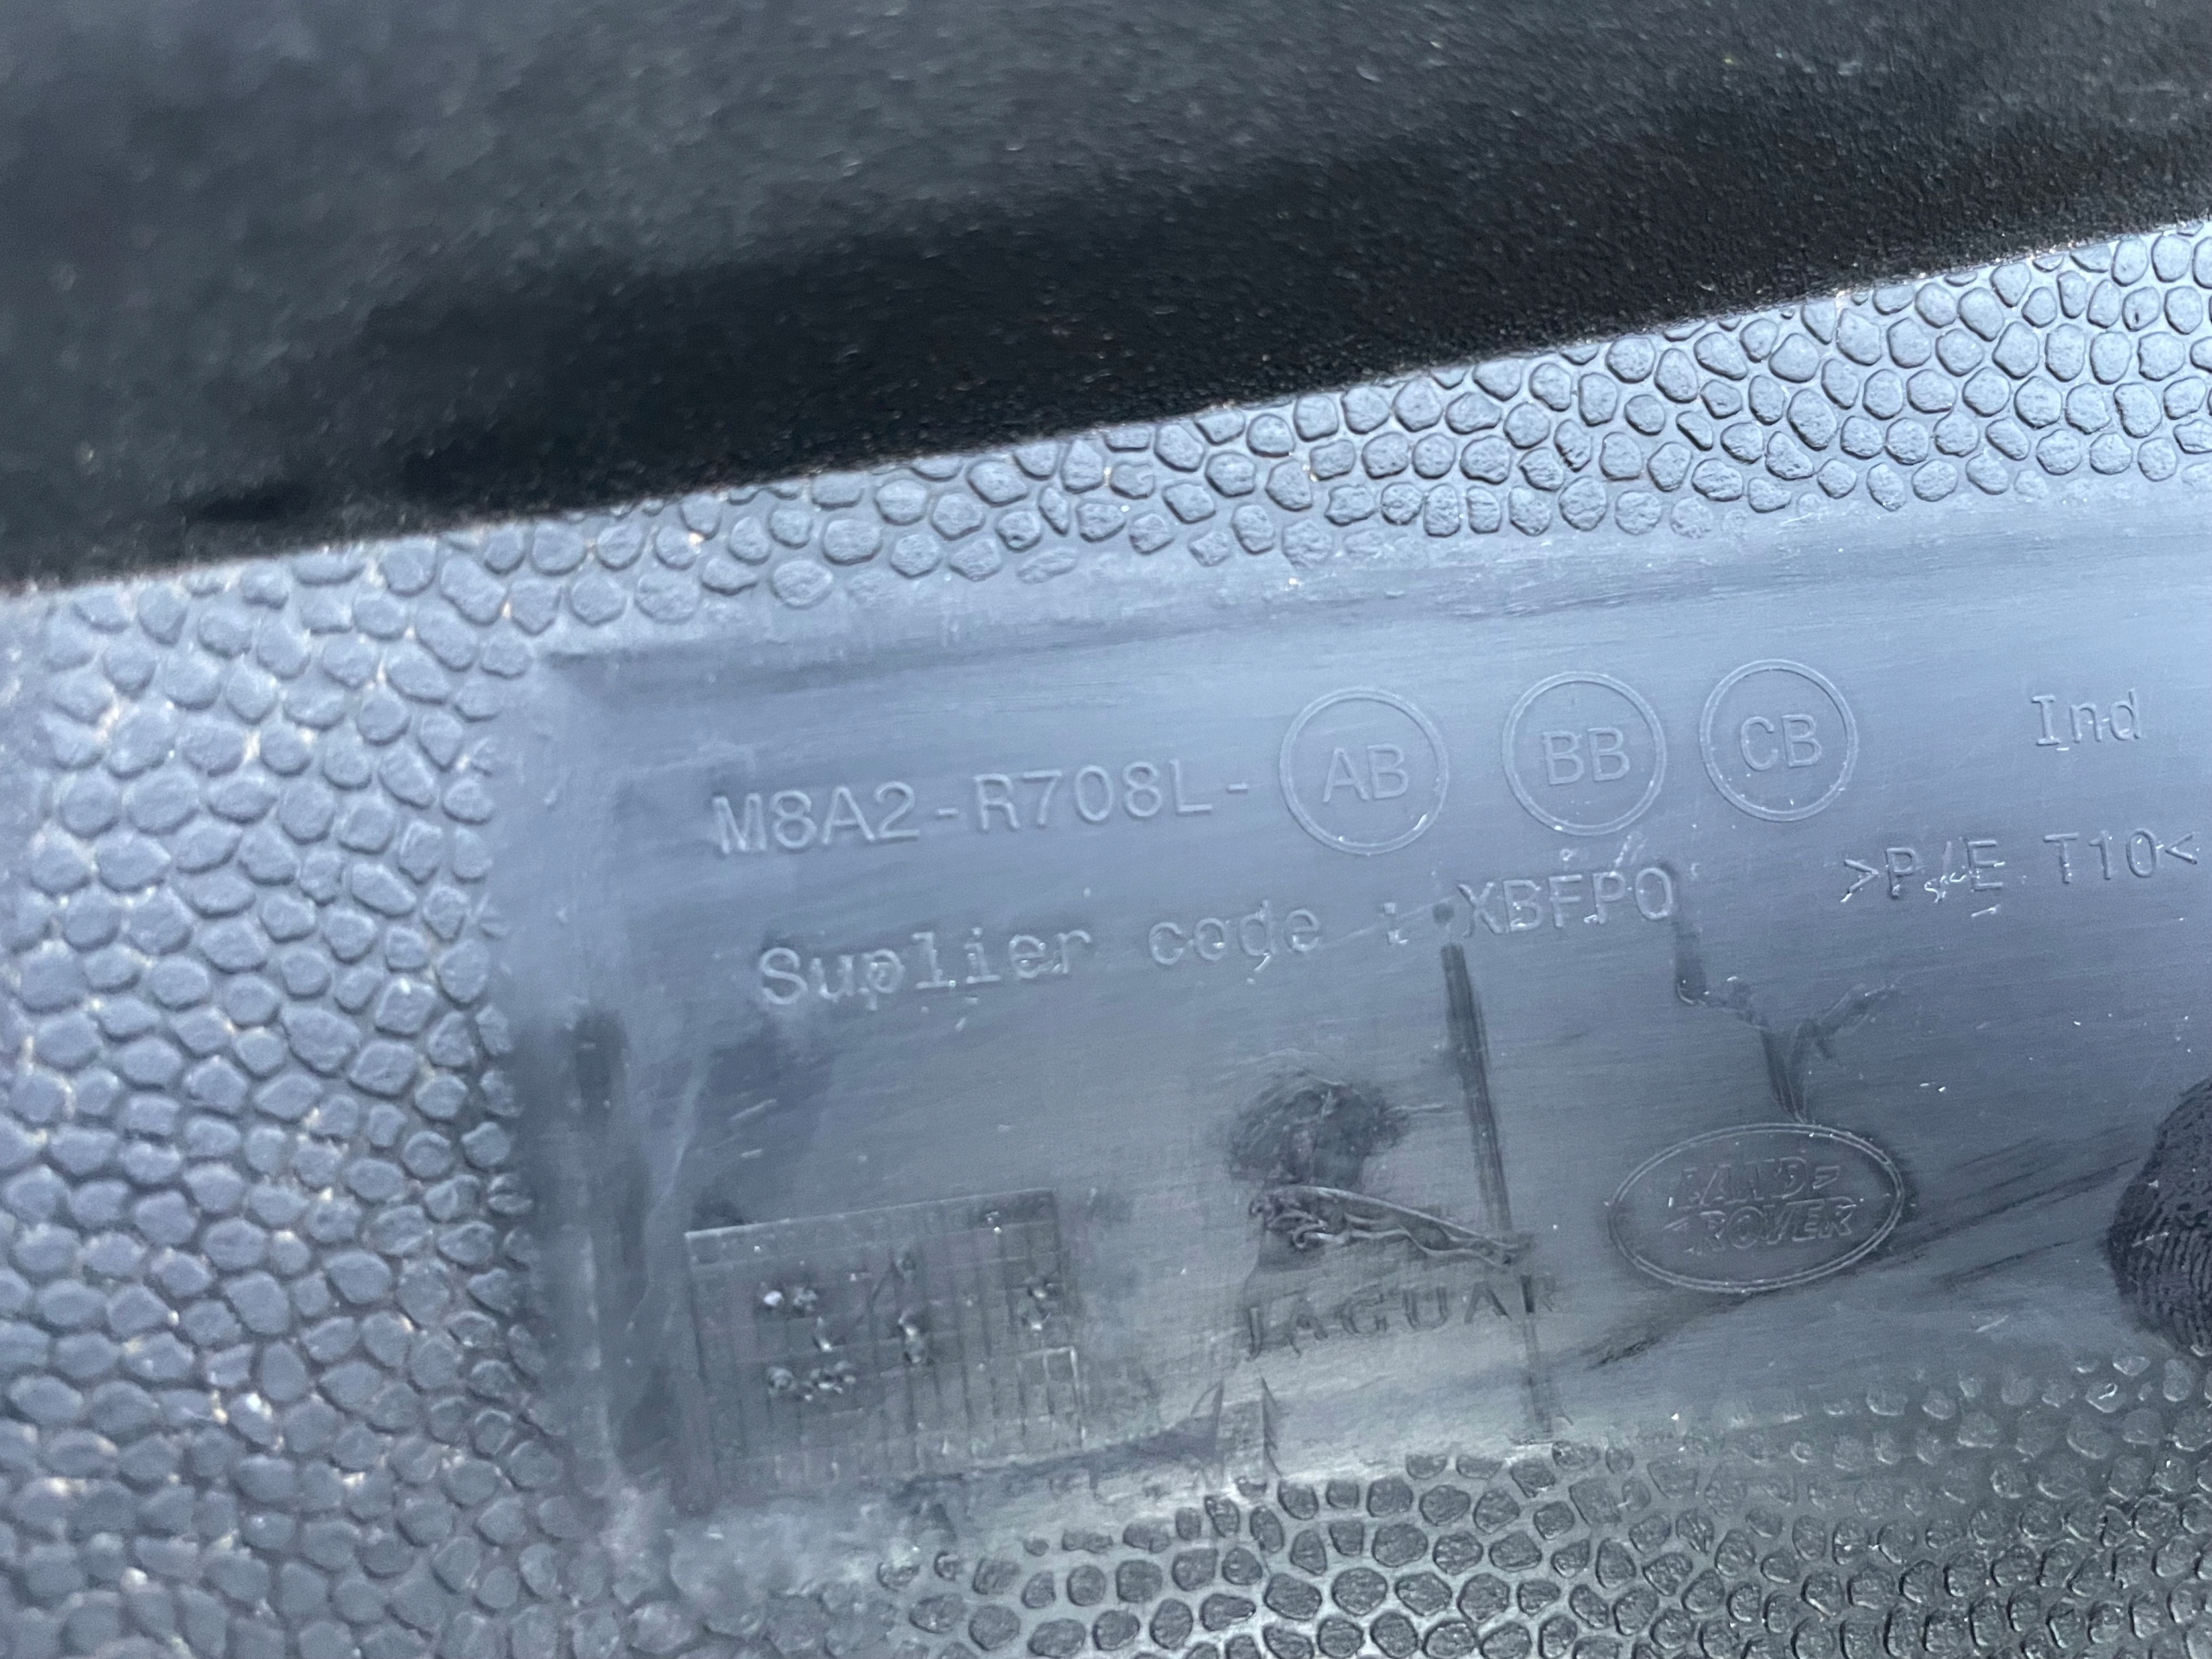 M8A2-R708L- AB BB CB Ind
Suplier code : XBFPO >P/E T10<
JAGUAR
LAND-
ROVER